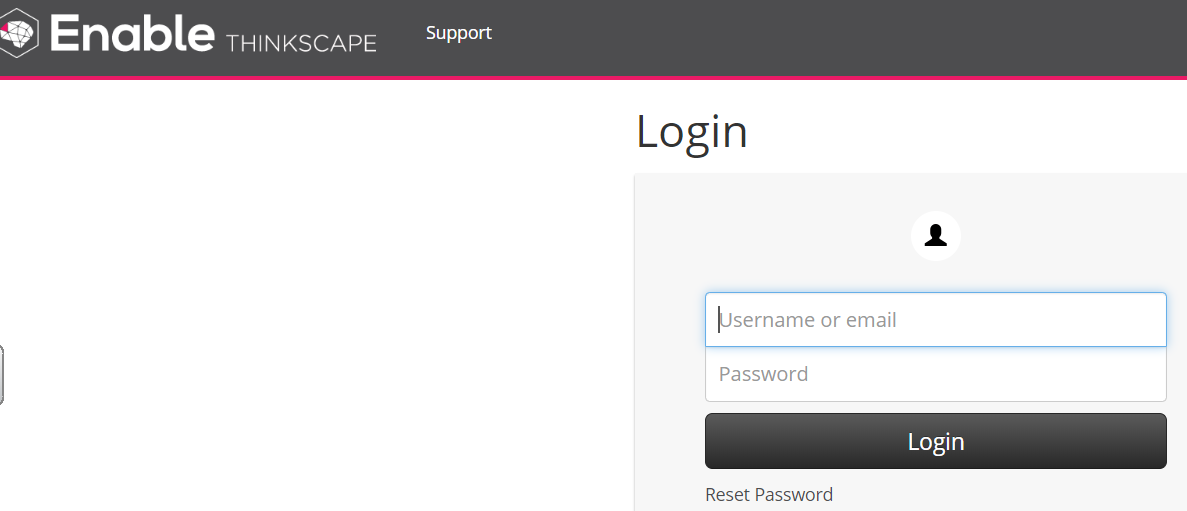 Enable THINKSCAPE Support
Login
Username or email
Password
Login
Reset Password